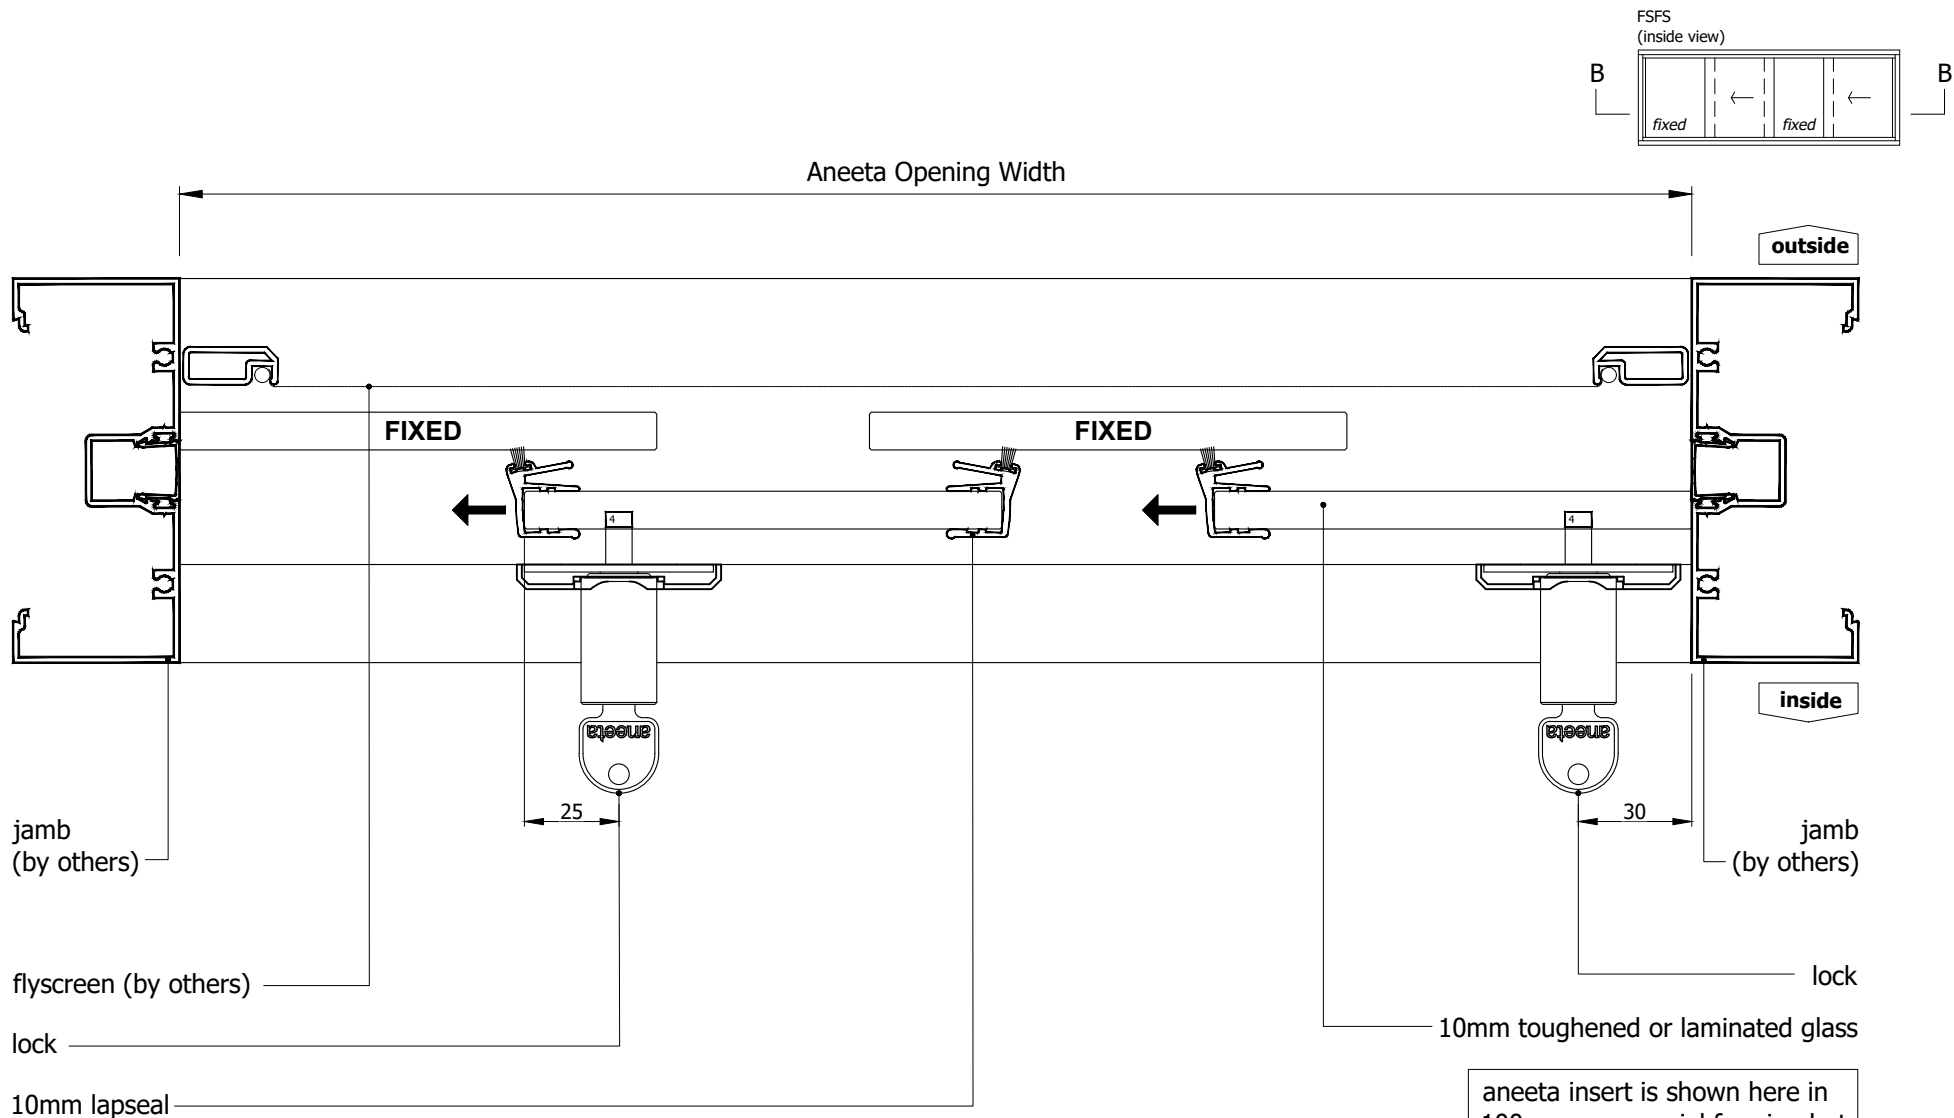 FSFS
(inside view)
B
B
fixed
fixed
Aneeta Opening Width
outside
FIXED
FIXED
4
4
inside
aneeta
aneeta
25
30
jamb
(by others)
jamb
(by others)
flyscreen (by others)
lock
lock
10mm toughened or laminated glass
10mm lapseal
aneeta insert is shown here in